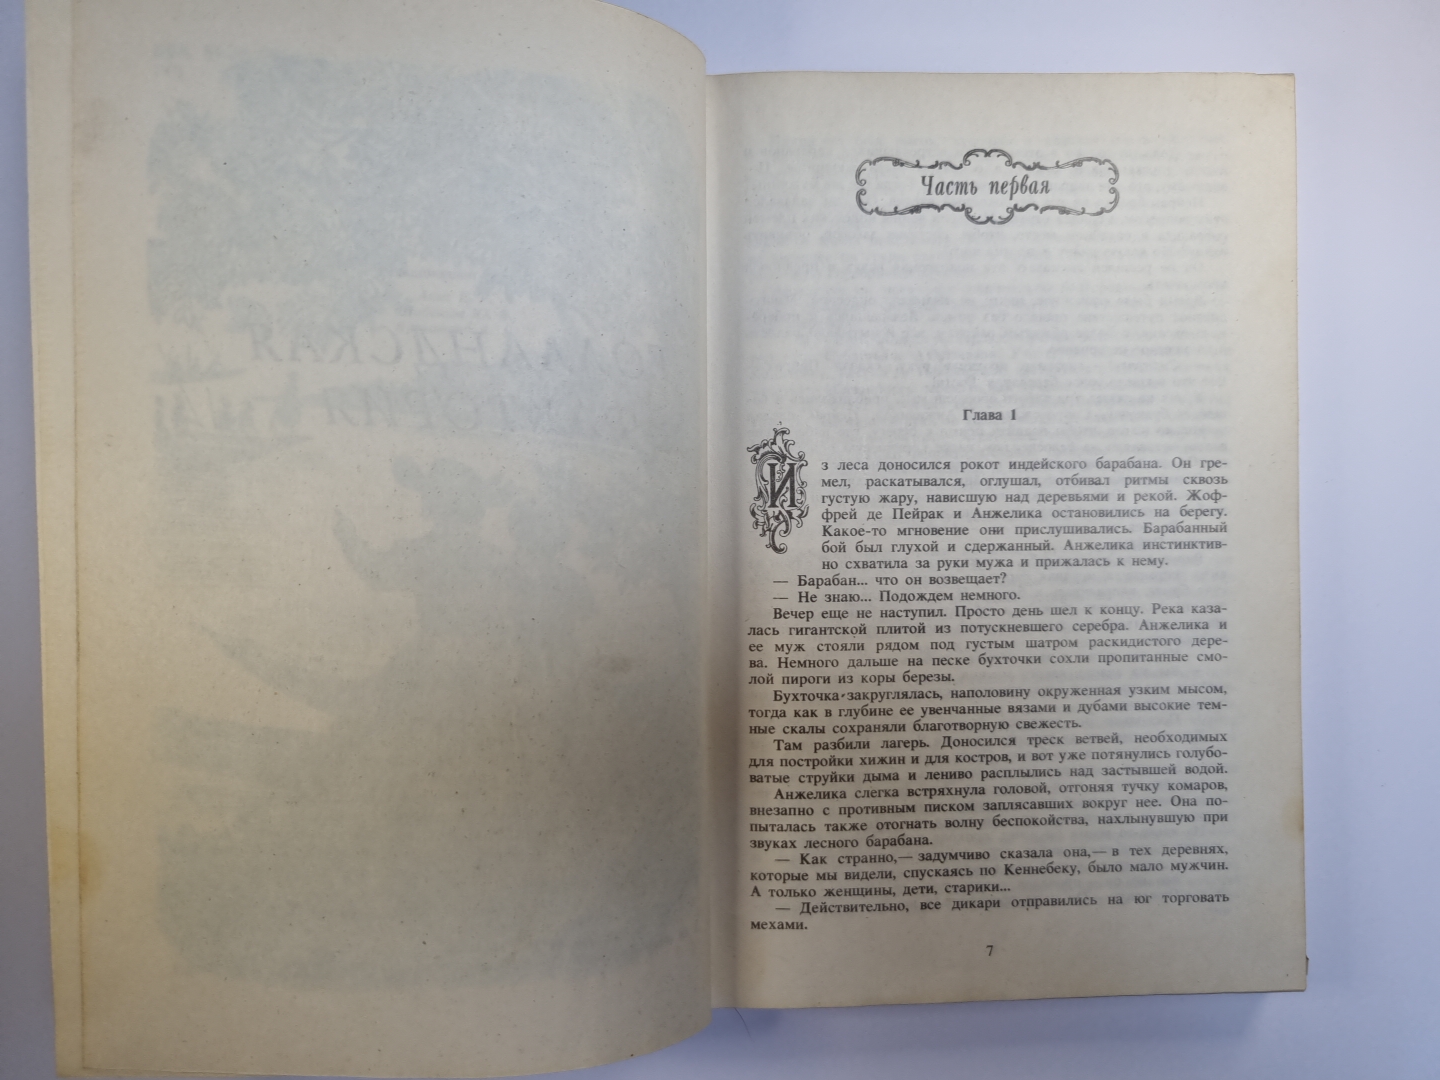 Часть первая
Глава 1
Из леса доносился рокот индейского барабана. Он гре-
мел, раскатывался, оглушал, отбивал ритмы сквозь
густую жару, нависшую над деревьями и рекой. Жоф-
фрей де Пейрак и Анжелика остановились на берегу.
Какое-то мгновение они прислушивались. Барабанный
бой был глухой и сдержанный. Анжелика инстинктив-
но схватила за руки мужа и прижалась к нему.
— Барабан... что он возвещает?
— Не знаю... Подождем немного.
Вечер еще не наступил. Просто день шел к концу. Река каза-
лась гигантской плитой из потускневшего серебра. Анжелика и
ее муж стояли рядом под густым шатром раскидистого дере-
ва. Немного дальше на песке бухточки сохли пропитанные смо-
лой пироги из коры березы.
Бухточка закруглялась, наполовину окруженная узким мысом,
тогда как в глубине ее увенчанные вязами и дубами высокие тем-
ные скалы сохраняли благотворную свежесть.
Там разбили лагерь. Доносился треск ветвей, необходимых
для постройки хижин и для костров, и вот уже потянулись голубо-
ватые струйки дыма и лениво расплылись над застывшей водой.
Анжелика слегка встряхнула головой, отгоняя тучку комаров,
внезапно с противным писком заплясавших вокруг нее. Она по-
пыталась также отогнать волну беспокойства, нахлынувшую при
звуках лесного барабана.
— Как странно,— задумчиво сказала она,— в тех деревнях,
которые мы видели, спускаясь по Кеннебеку, было мало мужчин.
А только женщины, дети, старики...
— Действительно, все дикари отправились на юг торговать
мехами.
7